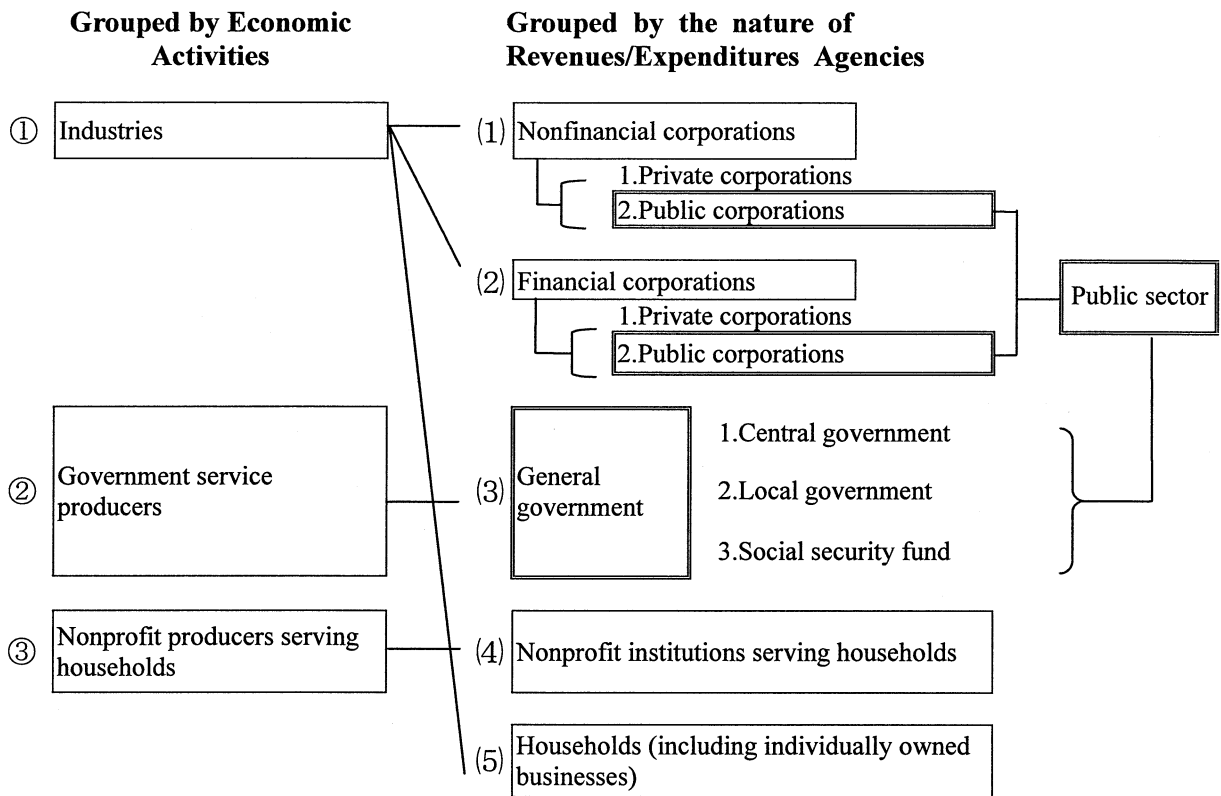 Grouped by Economic
Activities
Grouped by the nature of
Revenues/Expenditures Agencies
① Industries
(1) Nonfinancial corporations
1.Private corporations
2.Public corporations
(2) Financial corporations
1.Private corporations
2.Public corporations
Public sector
② Government service
producers
(3) General
government
1.Central government
2.Local government
3.Social security fund
③ Nonprofit producers serving
households
(4) Nonprofit institutions serving households
(5) Households (including individually owned
businesses)